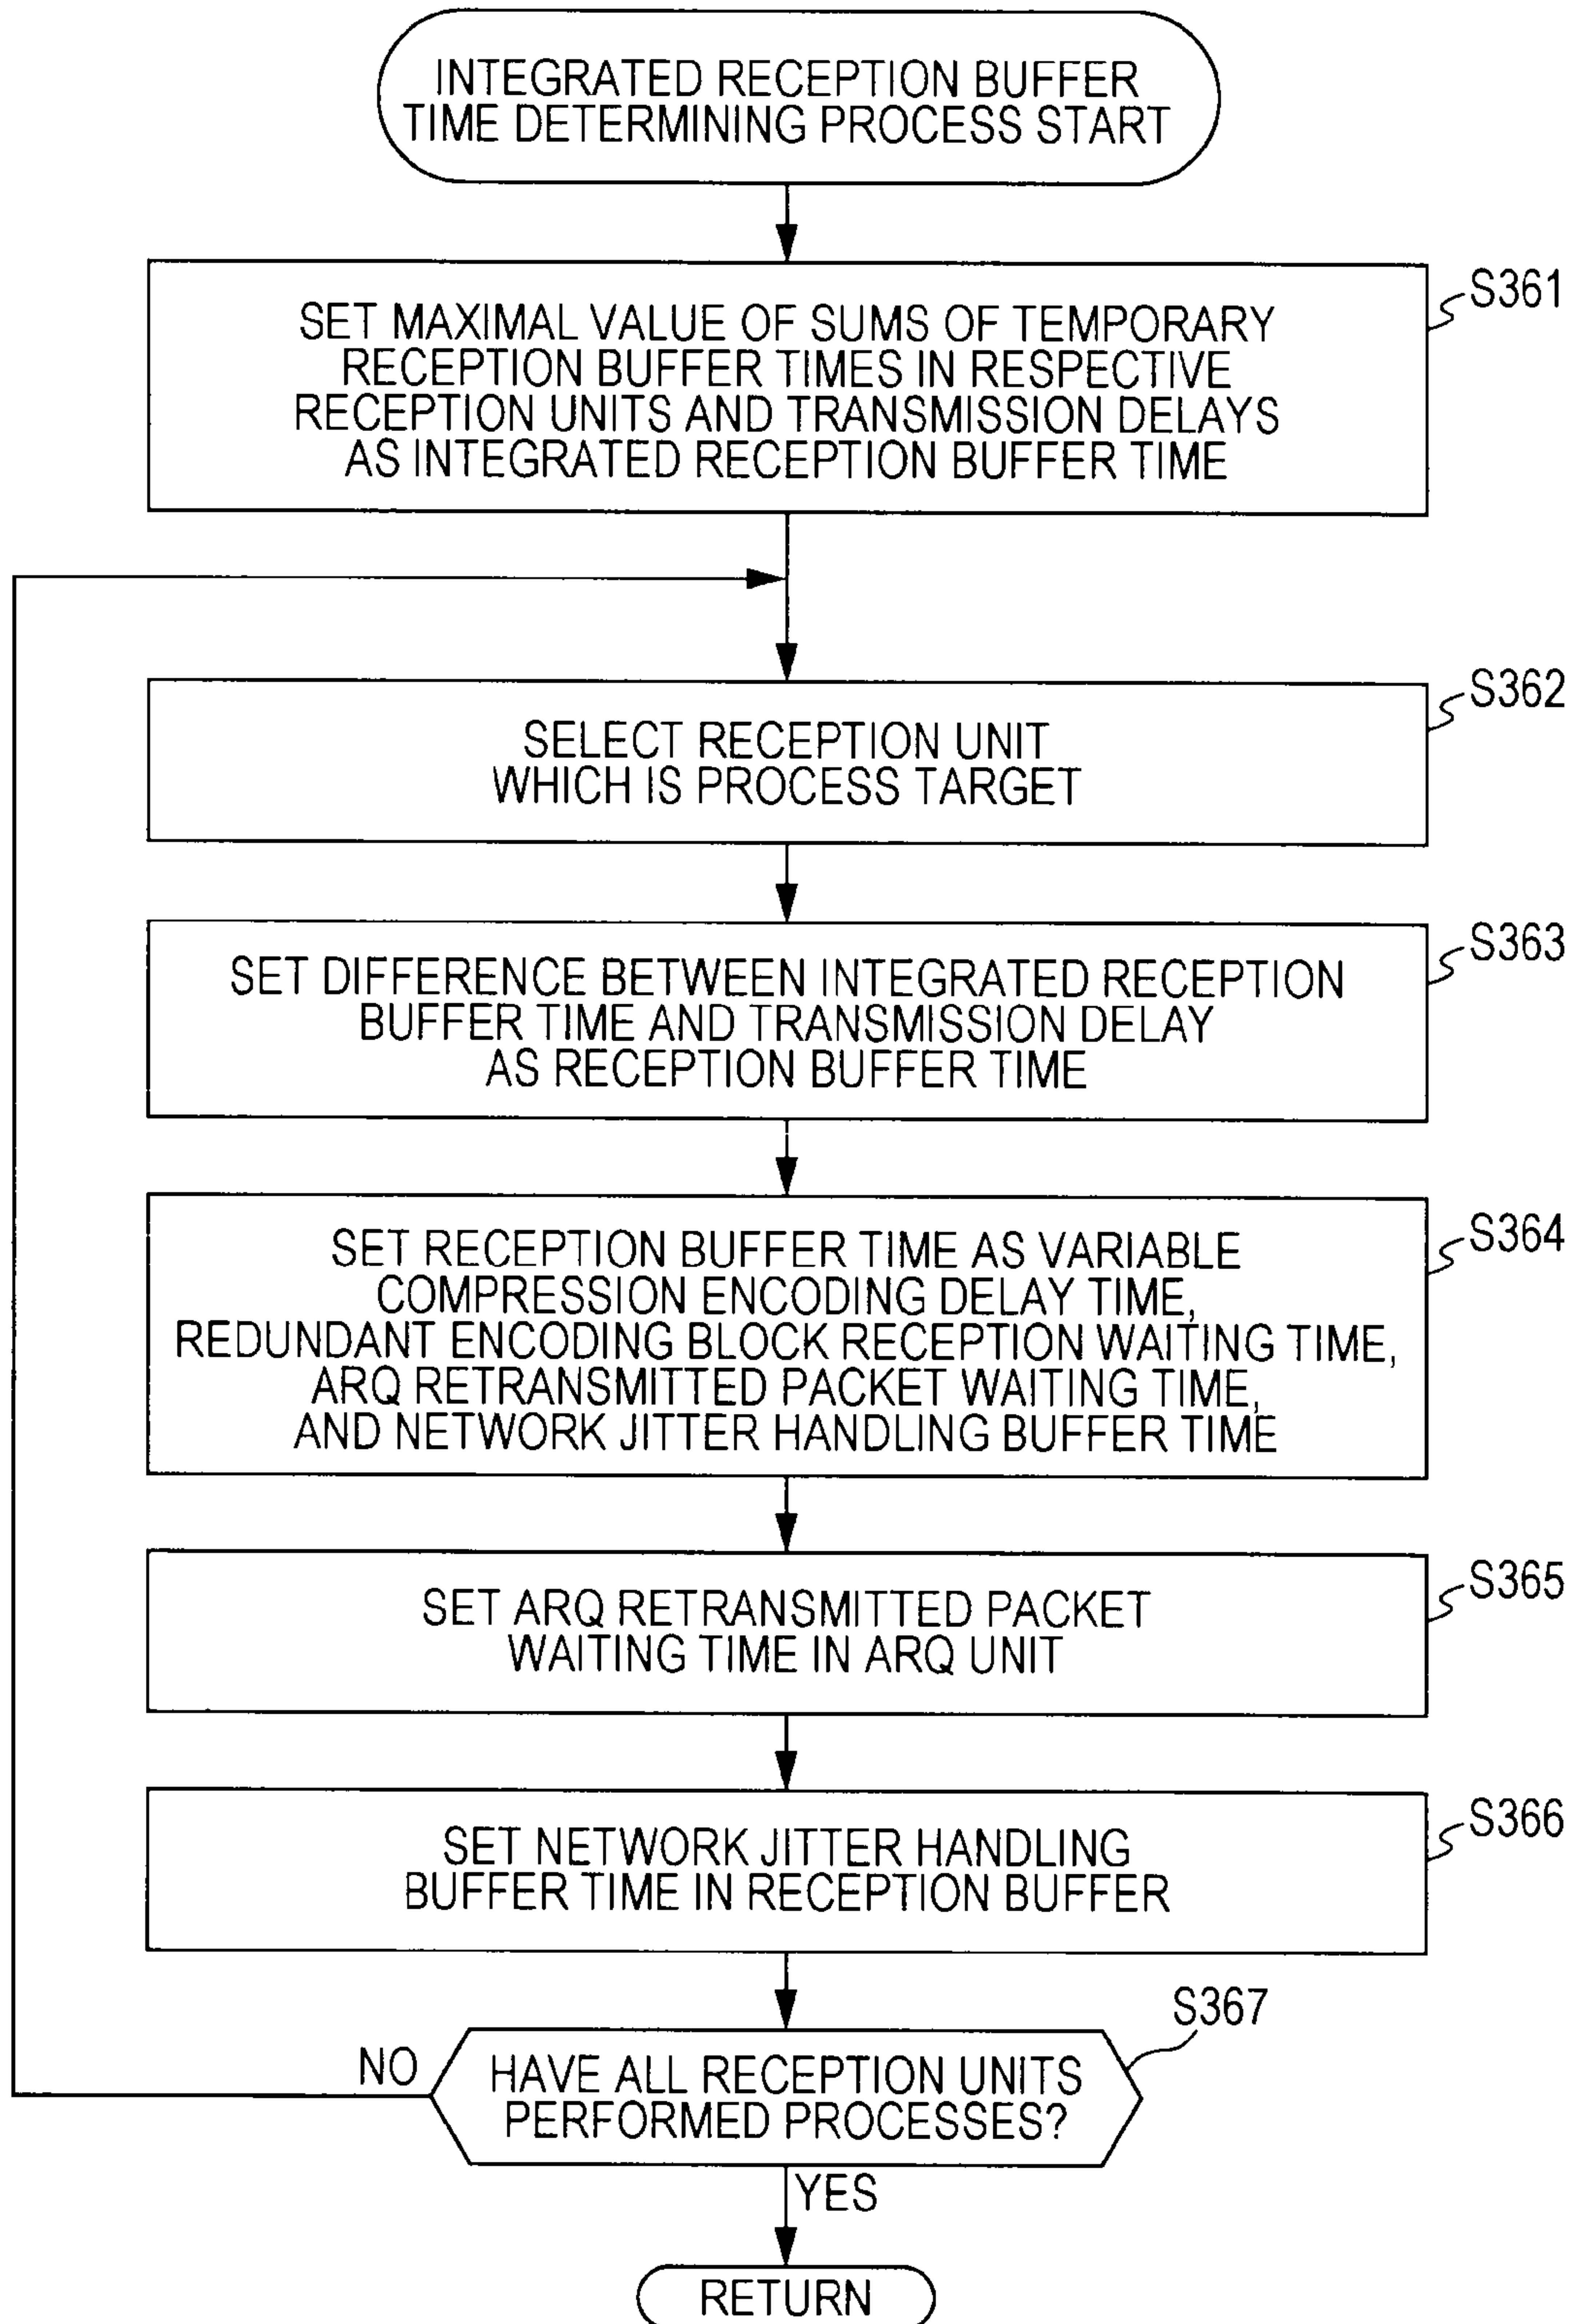 INTEGRATED RECEPTION BUFFER
TIME DETERMINING PROCESS START
S361
SET MAXIMAL VALUE OF SUMS OF TEMPORARY
RECEPTION BUFFER TIMES IN RESPECTIVE
RECEPTION UNITS AND TRANSMISSION DELAYS
AS INTEGRATED RECEPTION BUFFER TIME
S362
SELECT RECEPTION UNIT
WHICH IS PROCESS TARGET
S363
SET DIFFERENCE BETWEEN INTEGRATED RECEPTION
BUFFER TIME AND TRANSMISSION DELAY
AS RECEPTION BUFFER TIME
S364
SET RECEPTION BUFFER TIME AS VARIABLE
COMPRESSION ENCODING DELAY TIME,
REDUNDANT ENCODING BLOCK RECEPTION WAITING TIME,
ARQ RETRANSMITTED PACKET WAITING TIME,
AND NETWORK JITTER HANDLING BUFFER TIME
S365
SET ARQ RETRANSMITTED PACKET
WAITING TIME IN ARQ UNIT
S366
SET NETWORK JITTER HANDLING
BUFFER TIME IN RECEPTION BUFFER
S367
NO
HAVE ALL RECEPTION UNITS
PERFORMED PROCESSES?
YES
RETURN